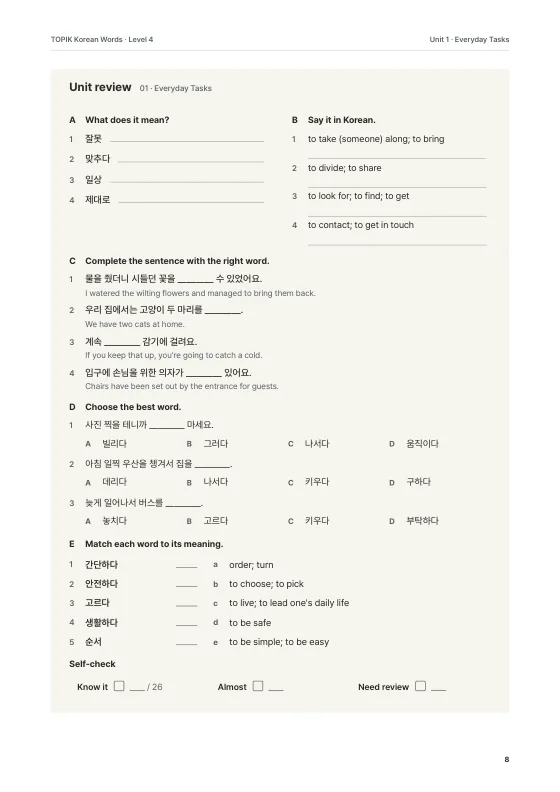 TOPIK Korean Words · Level 4
Unit 1 · Everyday Tasks
Unit review 01 · Everyday Tasks
A What does it mean?
1 잘못
2 맞추다
3 일상
4 제대로
B Say it in Korean.
1 to take (someone) along; to bring
2 to divide; to share
3 to look for; to find; to get
4 to contact; to get in touch
C Complete the sentence with the right word.
1 물을 줬더니 시들던 꽃을 ________ 수 있었어요.
I watered the wilting flowers and managed to bring them back.
2 우리 집에서는 고양이 두 마리를 ________.
We have two cats at home.
3 계속 ________ 감기에 걸려요.
If you keep that up, you're going to catch a cold.
4 입구에 손님을 위한 의자가 ________ 있어요.
Chairs have been set out by the entrance for guests.
D Choose the best word.
1 사진 찍을 테니까 ________ 마세요.
A 빌리다 B 그러다 C 나서다 D 움직이다
2 아침 일찍 우산을 챙겨서 집을 ________.
A 데리다 B 나서다 C 키우다 D 구하다
3 늦게 일어나서 버스를 ________.
A 놓치다 B 고르다 C 키우다 D 부탁하다
E Match each word to its meaning.
1 간단하다 ____ a order; turn
2 안전하다 ____ b to choose; to pick
3 고르다 ____ c to live; to lead one's daily life
4 생활하다 ____ d to be safe
5 순서 ____ e to be simple; to be easy
Self-check
Know it ___ / 26 Almost ___ Need review ___
8